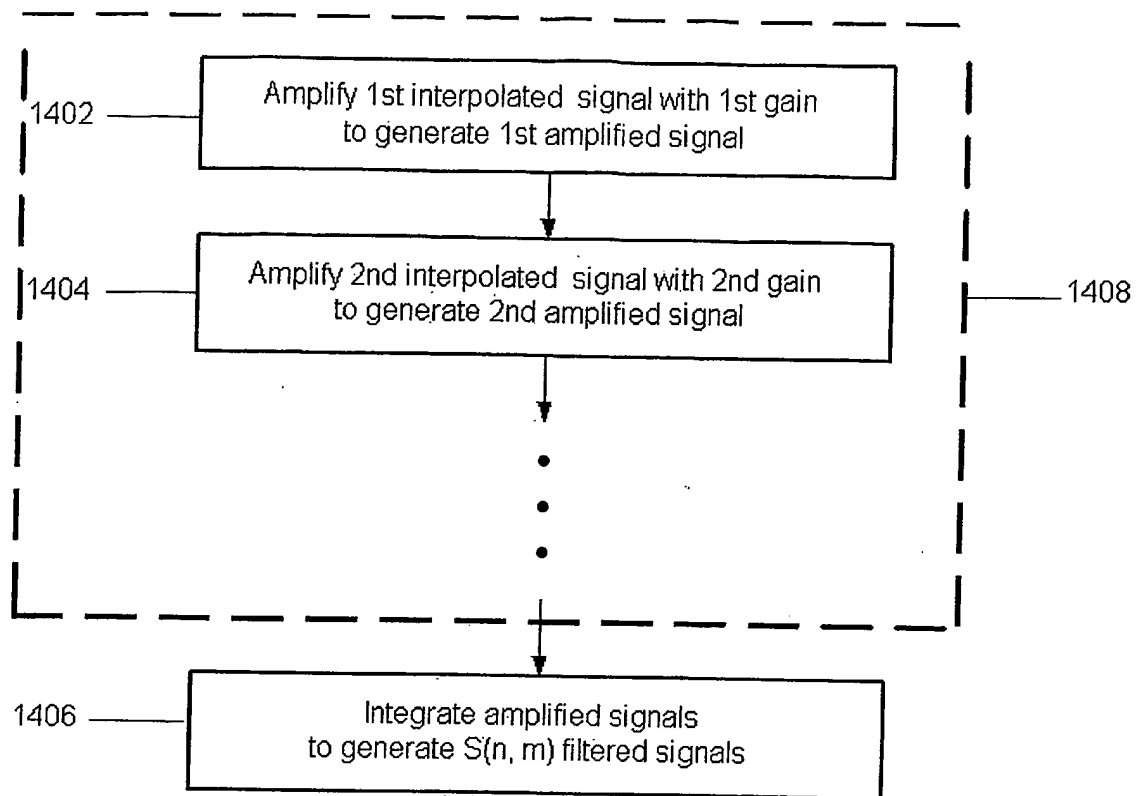 1402
Amplify 1st interpolated signal with 1st gain
to generate 1st amplified signal
1404
Amplify 2nd interpolated signal with 2nd gain
to generate 2nd amplified signal
1408
1406
Integrate amplified signals
to generate S(n, m) filtered signals